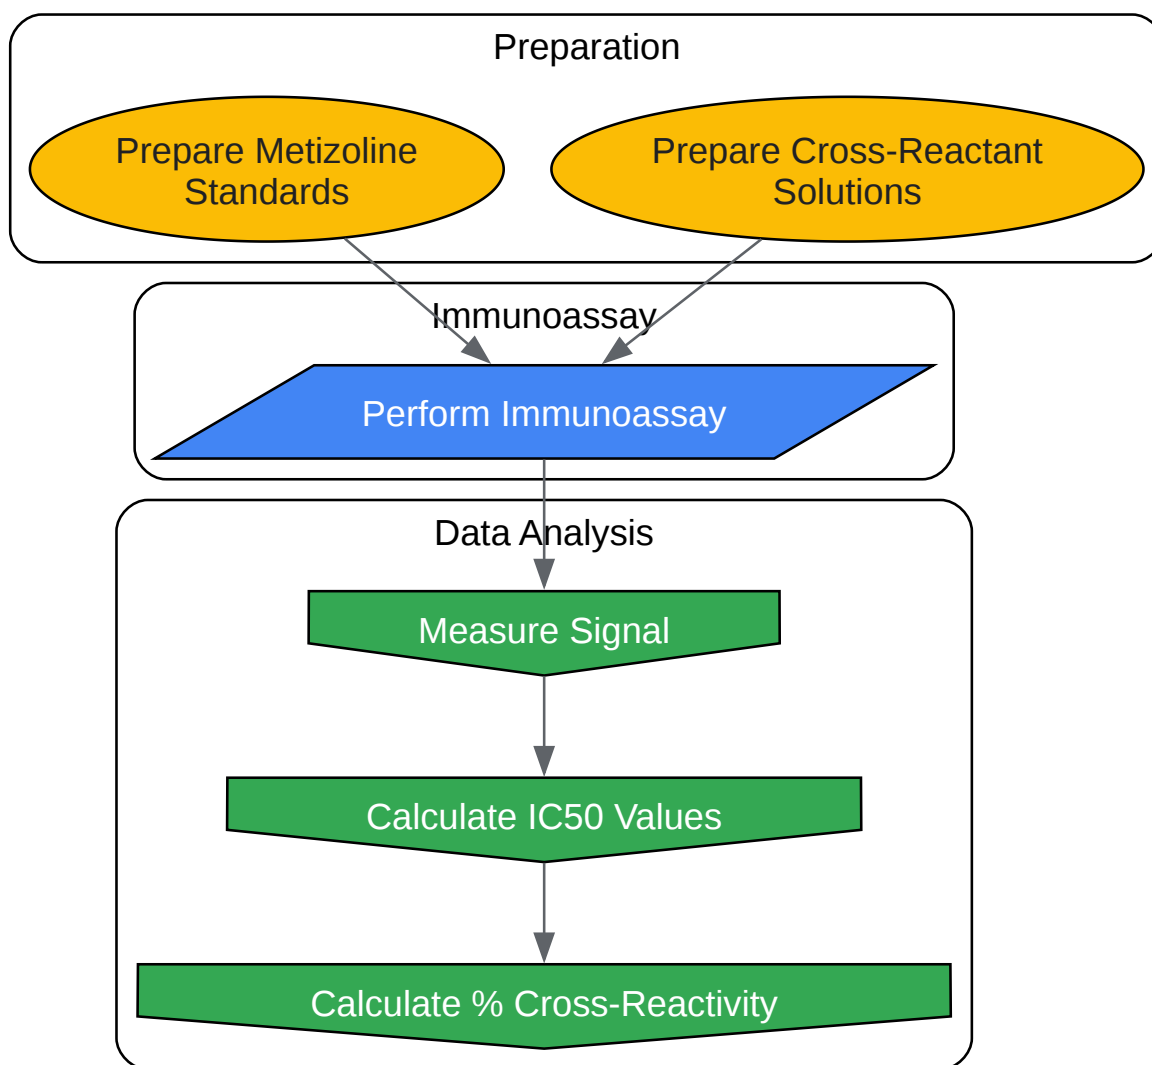 Preparation
Prepare Metizoline
Standards
Prepare Cross-Reactant
Solutions
Immunoassay
Perform Immunoassay
Data Analysis
Measure Signal
Calculate IC50 Values
Calculate % Cross-Reactivity